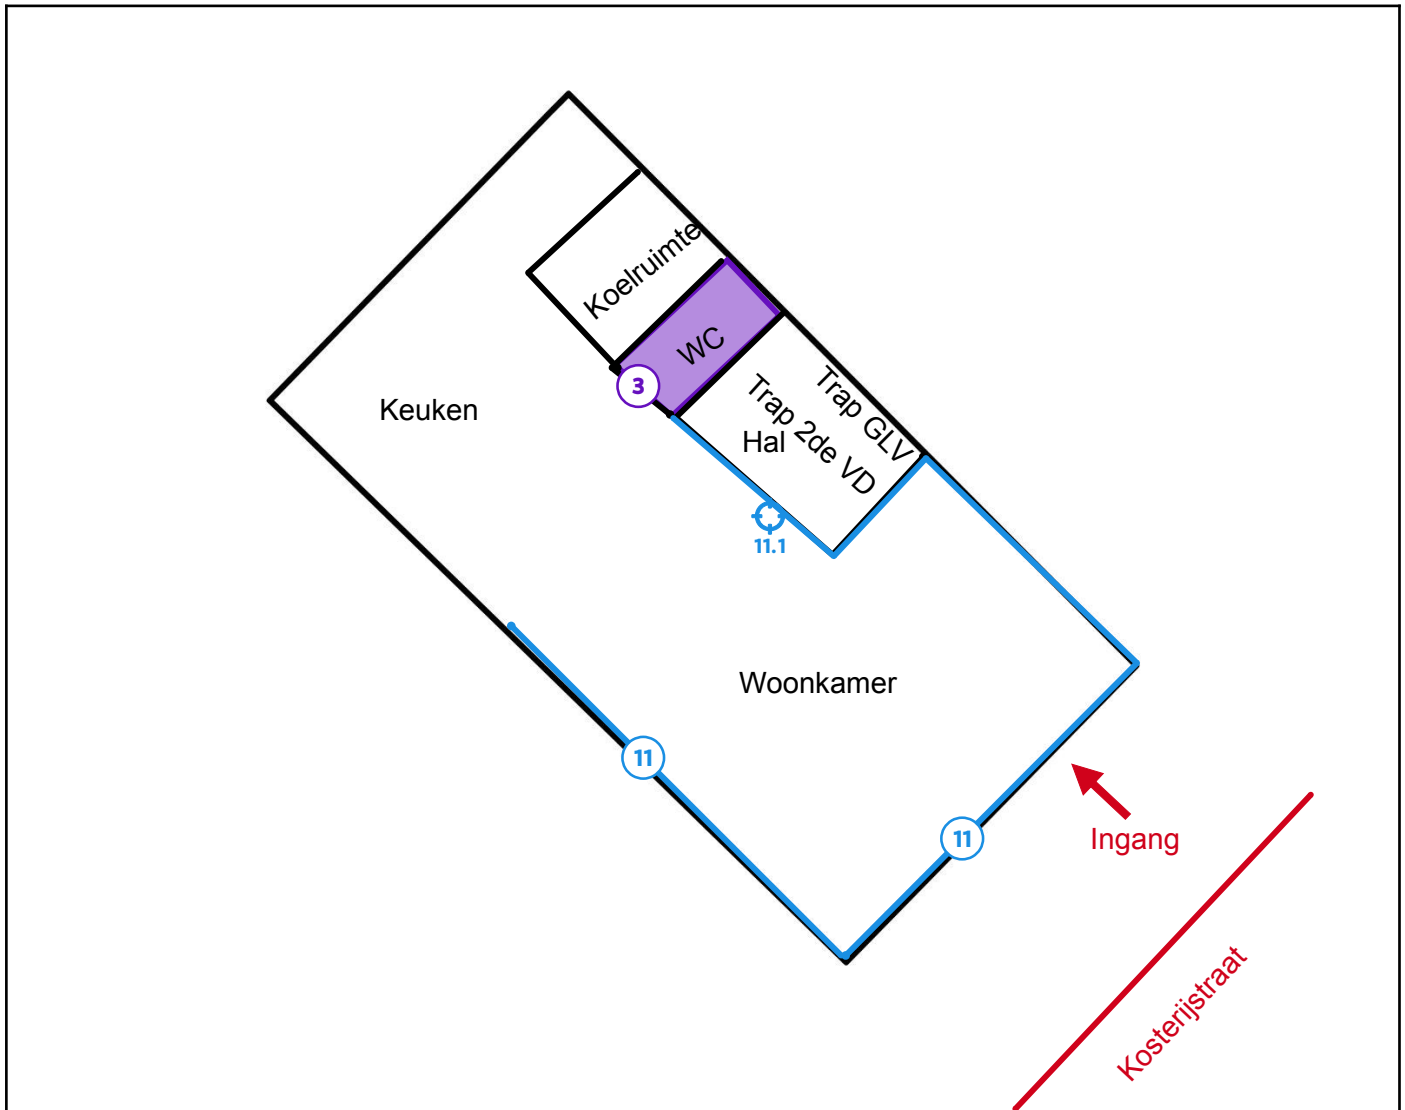 Koelruimte
WC
3
Trap GLV
Trap 2de VD
Keuken
Hal
11.1
Woonkamer
11
11
Ingang
Kosterijstraat